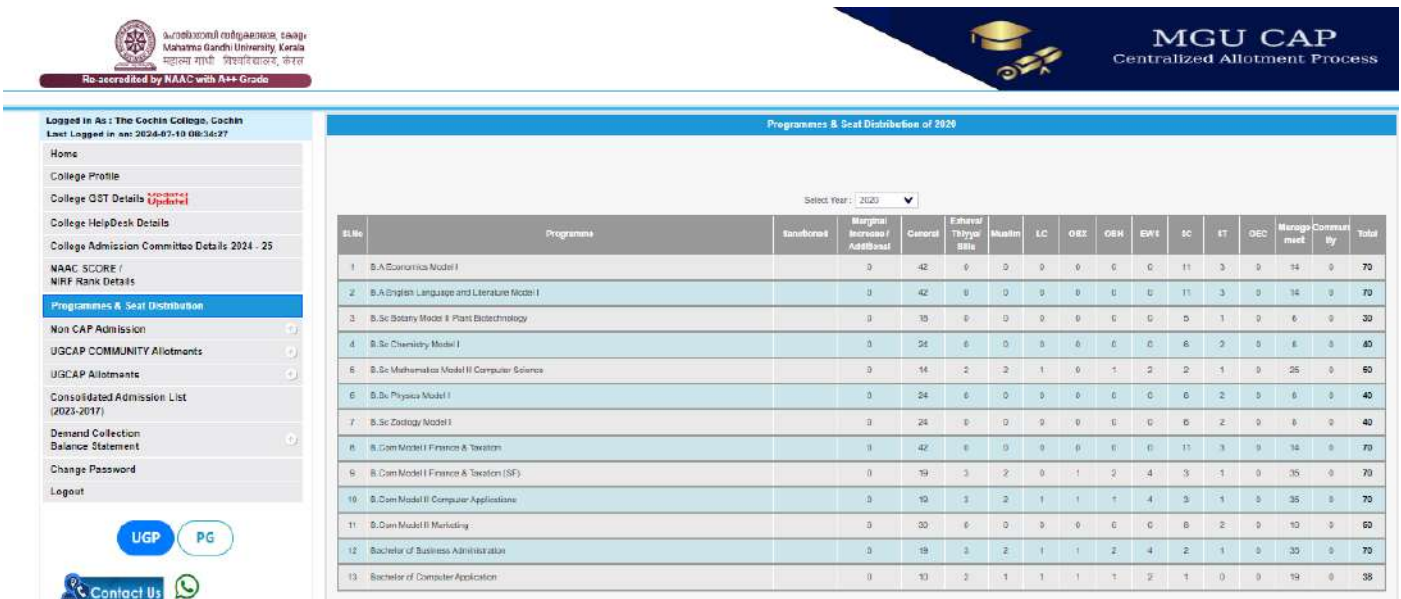 Mahatma Gandhi University, Kerala
महात्मा गांधी विश्वविद्यालय, केरल
Re-accredited by NAAC with A++ Grade
MGU CAP
Centralized Allotment Process
Logged in As : The Cochin College, Cochin
Last Logged in on: 2024-07-10 08:34:27
Home
College Profile
College GST Details Update!
College HelpDesk Details
College Admission Committee Details 2024 - 25
NAAC SCORE /
NIRF Rank Details
Programmes & Seat Distribution
Non CAP Admission
UGCAP COMMUNITY Allotments
UGCAP Allotments
Consolidated Admission List
(2023-2017)
Demand Collection
Balance Statement
Change Password
Logout
UGP PG
Contact Us
Programmes & Seat Distribution of 2020
Select Year : 2020
Sl.No Programme Sanctioned Marginal Increase / Additional General Ezhava/ Thiyya/ Billa Muslim LC OBX OBH EWS SC ST OEC Management Community Total
1 B.A Economics Model I 0 42 0 0 0 0 0 0 11 3 0 14 0 70
2 B.A English Language and Literature Model I 0 42 0 0 0 0 0 0 11 3 0 14 0 70
3 B.Sc Botany Model II Plant Biotechnology 0 18 0 0 0 0 0 0 5 1 0 6 0 30
4 B.Sc Chemistry Model I 0 24 0 0 0 0 0 0 6 2 0 8 0 40
5 B.Sc Mathematics Model II Computer Science 0 14 2 2 1 0 1 2 2 1 0 25 0 50
6 B.Sc Physics Model I 0 24 0 0 0 0 0 0 6 2 0 8 0 40
7 B.Sc Zoology Model I 0 24 0 0 0 0 0 0 6 2 0 8 0 40
8 B.Com Model I Finance & Taxation 0 42 0 0 0 0 0 0 11 3 0 14 0 70
9 B.Com Model I Finance & Taxation (SF) 0 19 3 2 0 1 2 4 3 1 0 35 0 70
10 B.Com Model II Computer Applications 0 19 3 2 1 1 1 4 3 1 0 35 0 70
11 B.Com Model II Marketing 0 30 0 0 0 0 0 0 8 2 0 10 0 50
12 Bachelor of Business Administration 0 19 3 2 1 1 2 4 2 1 0 35 0 70
13 Bachelor of Computer Application 0 10 2 1 1 1 1 2 1 0 0 19 0 38